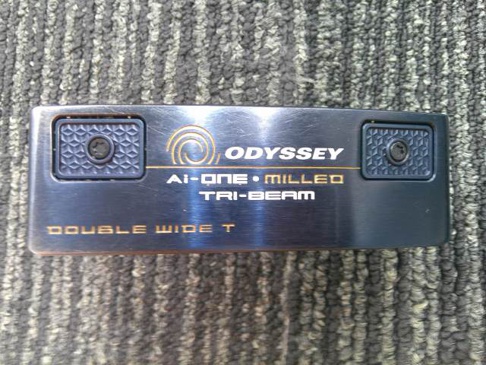 ODYSSEY
Ai-ONE • MILLED
TRI-BEAM
DOUBLE WIDE T